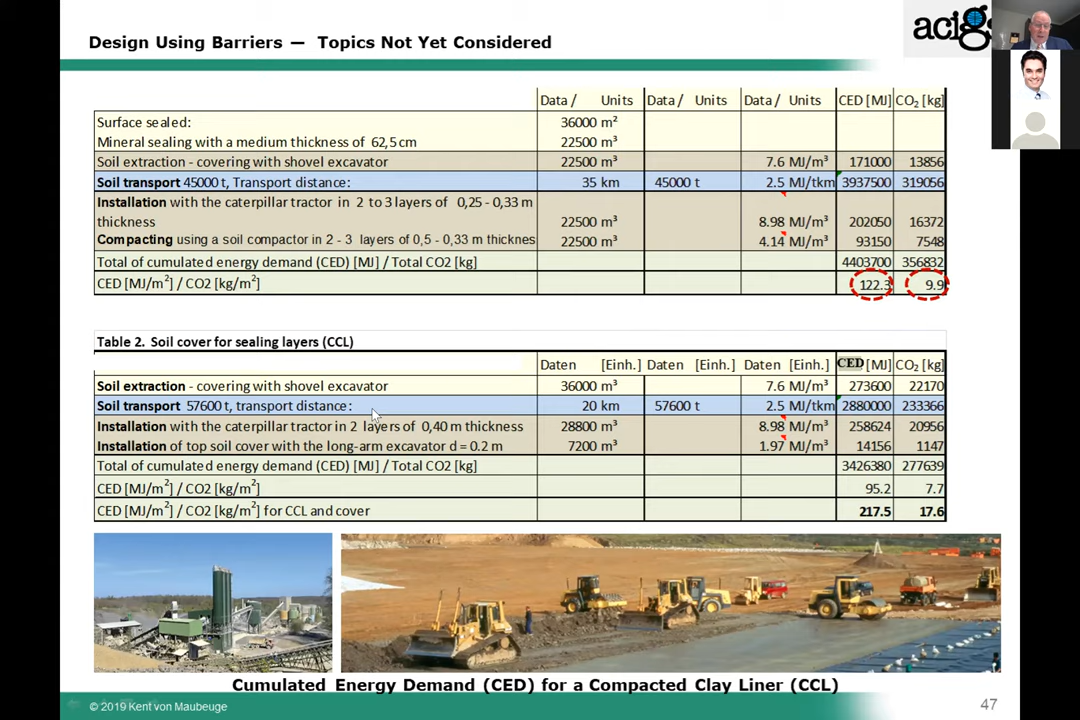 Design Using Barriers — Topics Not Yet Considered
acigs
Data / Units Data / Units Data / Units CED [MJ] CO₂ [kg]
Surface sealed: 36000 m²
Mineral sealing with a medium thickness of 62,5cm 22500 m³
Soil extraction - covering with shovel excavator 22500 m³ 7.6 MJ/m³ 171000 13856
Soil transport 45000 t, Transport distance: 35 km 45000 t 2.5 MJ/tkm 3937500 319056
Installation with the caterpillar tractor in 2 to 3 layers of 0,25 - 0,33 m
thickness 22500 m³ 8.98 MJ/m³ 202050 16372
Compacting using a soil compactor in 2 - 3 layers of 0,5 - 0,33 m thicknes 22500 m³ 4.14 MJ/m³ 93150 7548
Total of cumulated energy demand (CED) [MJ] / Total CO2 [kg] 4403700 356832
CED [MJ/m²] / CO2 [kg/m²] 122.3 9.9
Table 2. Soil cover for sealing layers (CCL)
Daten [Einh.] Daten [Einh.] Daten [Einh.] CED [MJ] CO₂ [kg]
Soil extraction - covering with shovel excavator 36000 m³ 7.6 MJ/m³ 273600 22170
Soil transport 57600 t, transport distance: 20 km 57600 t 2.5 MJ/tkm 2880000 233366
Installation with the caterpillar tractor in 2 layers of 0,40 m thickness 28800 m³ 8.98 MJ/m³ 258624 20956
Installation of top soil cover with the long-arm excavator d = 0.2 m 7200 m³ 1.97 MJ/m³ 14156 1147
Total of cumulated energy demand (CED) [MJ] / Total CO2 [kg] 3426380 277639
CED [MJ/m²] / CO2 [kg/m²] 95.2 7.7
CED [MJ/m²] / CO2 [kg/m²] for CCL and cover 217.5 17.6
Cumulated Energy Demand (CED) for a Compacted Clay Liner (CCL)
© 2019 Kent von Maubeuge 47